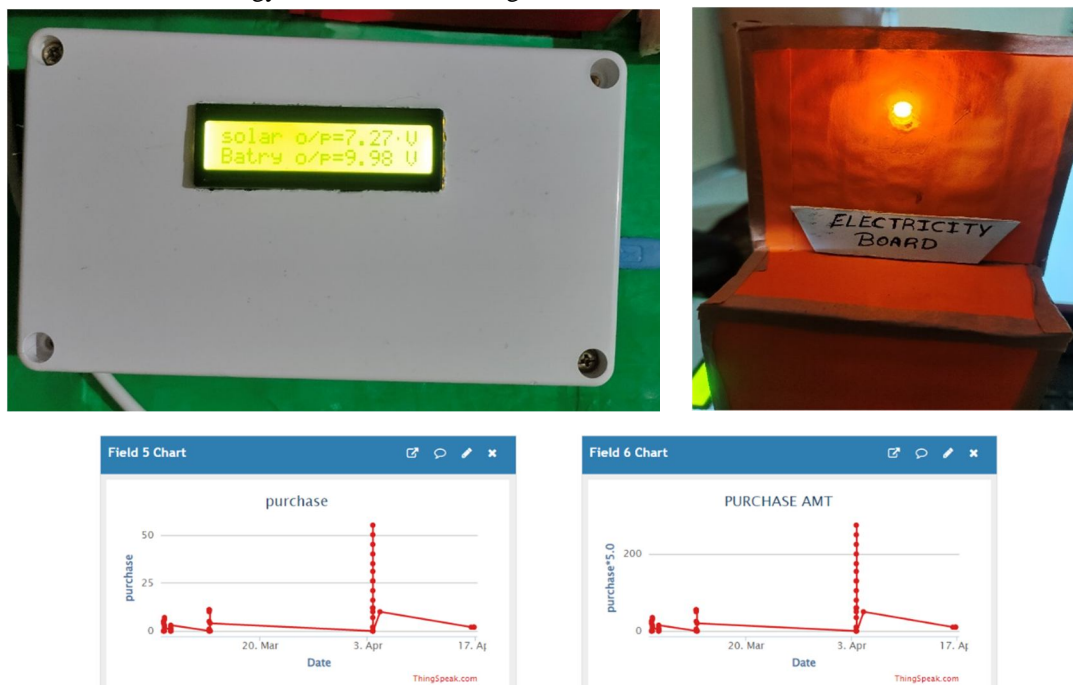 solar o/p=7.27 V
Batry o/p=9.98 V
ELECTRICITY
BOARD
Field 5 Chart
purchase
purchase
50
25
0
20. Mar
3. Apr
17. Ap
Date
ThingSpeak.com
Field 6 Chart
PURCHASE AMT
purchase*5.0
200
0
20. Mar
3. Apr
17. Ap
Date
ThingSpeak.com